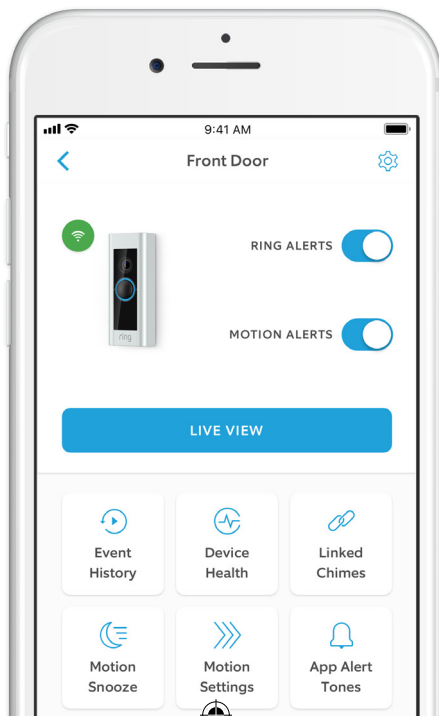 9:41 AM
Front Door
RING ALERTS
ring
MOTION ALERTS
LIVE VIEW
Event
History
Device
Health
Linked
Chimes
Motion
Snooze
Motion
Settings
App Alert
Tones